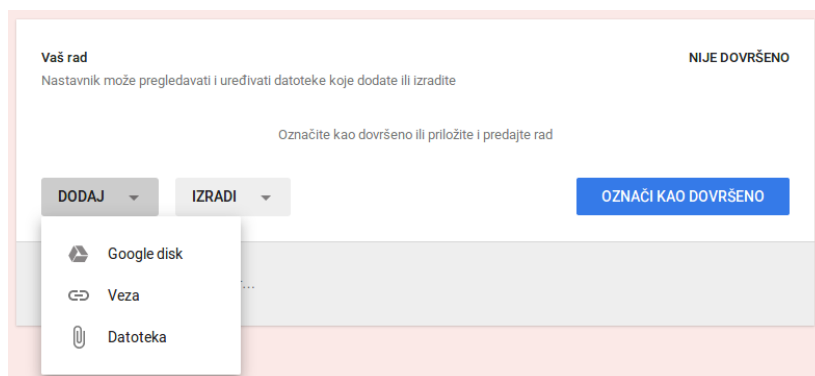 Vaš rad
NIJE DOVRŠENO
Nastavnik može pregledavati i uređivati datoteke koje dodate ili izradite
Označite kao dovršeno ili priložite i predajte rad
DODAJ
IZRADI
OZNAČI KAO DOVRŠENO
Google disk
Veza
Datoteka